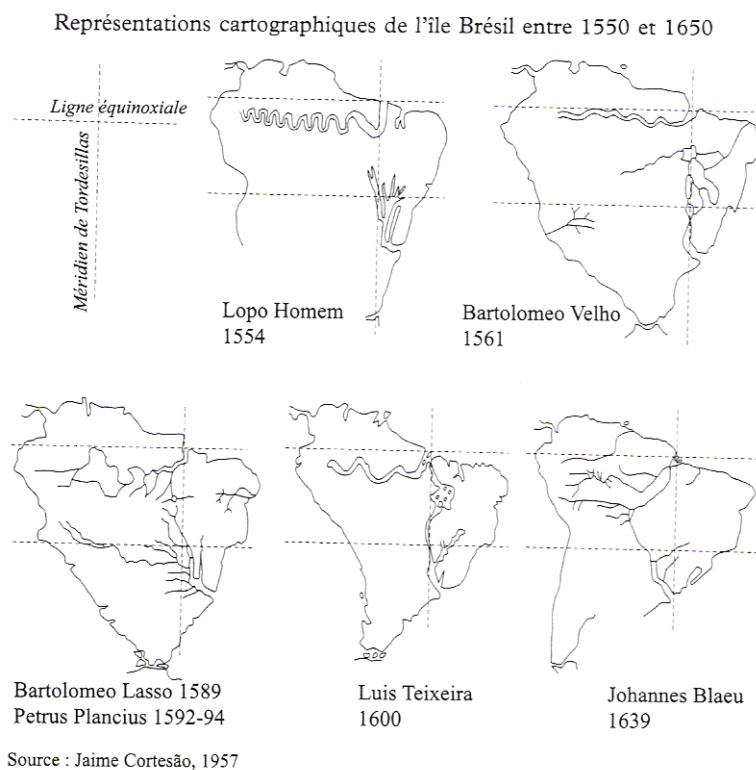 Représentations cartographiques de l'île Brésil entre 1550 et 1650
Ligne équinoxiale
Méridien de Tordesillas
Lopo Homem
1554
Bartolomeo Velho
1561
Bartolomeo Lasso 1589
Petrus Plancius 1592-94
Luis Teixeira
1600
Johannes Blaeu
1639
Source : Jaime Cortesão, 1957